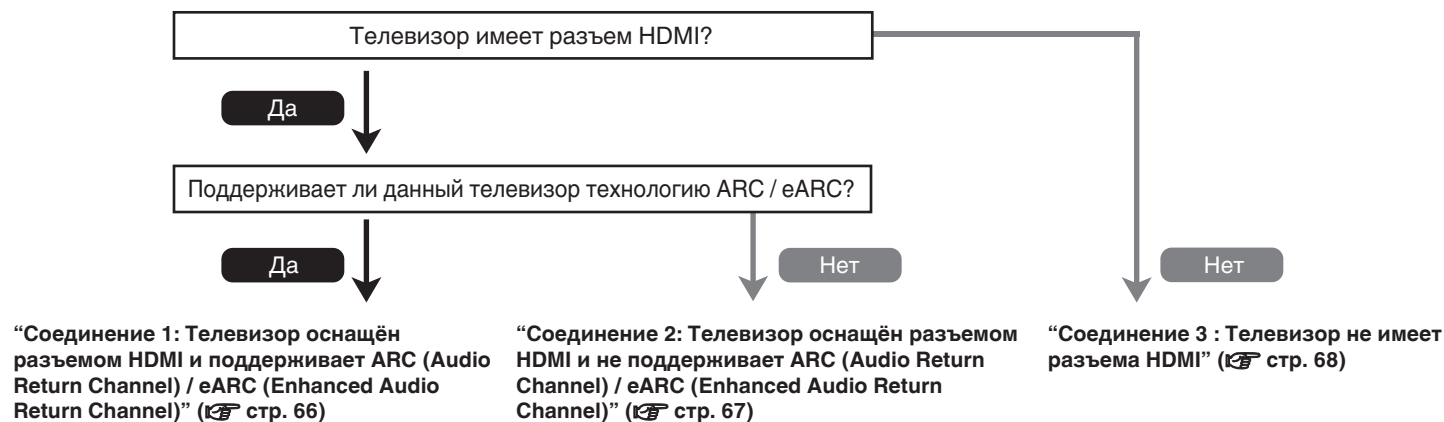 Телевизор имеет разъем HDMI?
Да
Поддерживает ли данный телевизор технологию ARC / eARC?
Да
Нет
Нет
“Соединение 1: Телевизор оснащён
разъемом HDMI и поддерживает ARC (Audio
Return Channel) / eARC (Enhanced Audio
Return Channel)” (стр. 66)
“Соединение 2: Телевизор оснащён разъемом
HDMI и не поддерживает ARC (Audio Return
Channel) / eARC (Enhanced Audio Return
Channel)” (стр. 67)
“Соединение 3 : Телевизор не имеет
разъема HDMI” (стр. 68)